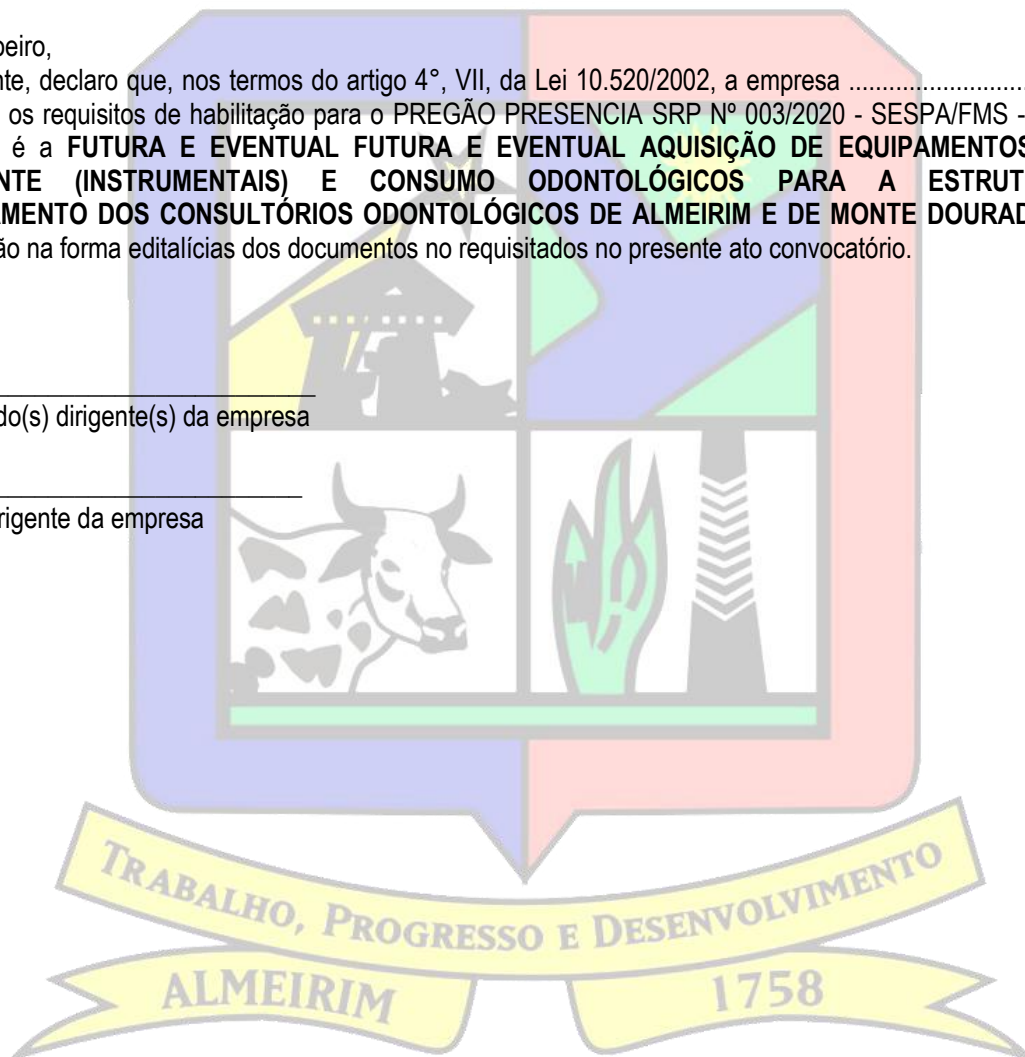 beiro,
nte, declaro que, nos termos do artigo 4°, VII, da Lei 10.520/2002, a empresa ..........................
os requisitos de habilitação para o PREGÃO PRESENCIA SRP Nº 003/2020 - SESPA/FMS -
é a FUTURA E EVENTUAL FUTURA E EVENTUAL AQUISIÇÃO DE EQUIPAMENTOS
NTE (INSTRUMENTAIS) E CONSUMO ODONTOLÓGICOS PARA A ESTRUT
AMENTO DOS CONSULTÓRIOS ODONTOLÓGICOS DE ALMEIRIM E DE MONTE DOURAD
ão na forma editalícias dos documentos no requisitados no presente ato convocatório.
do(s) dirigente(s) da empresa
rigente da empresa
TRABALHO, PROGRESSO E DESENVOLVIMENTO
ALMEIRIM 1758